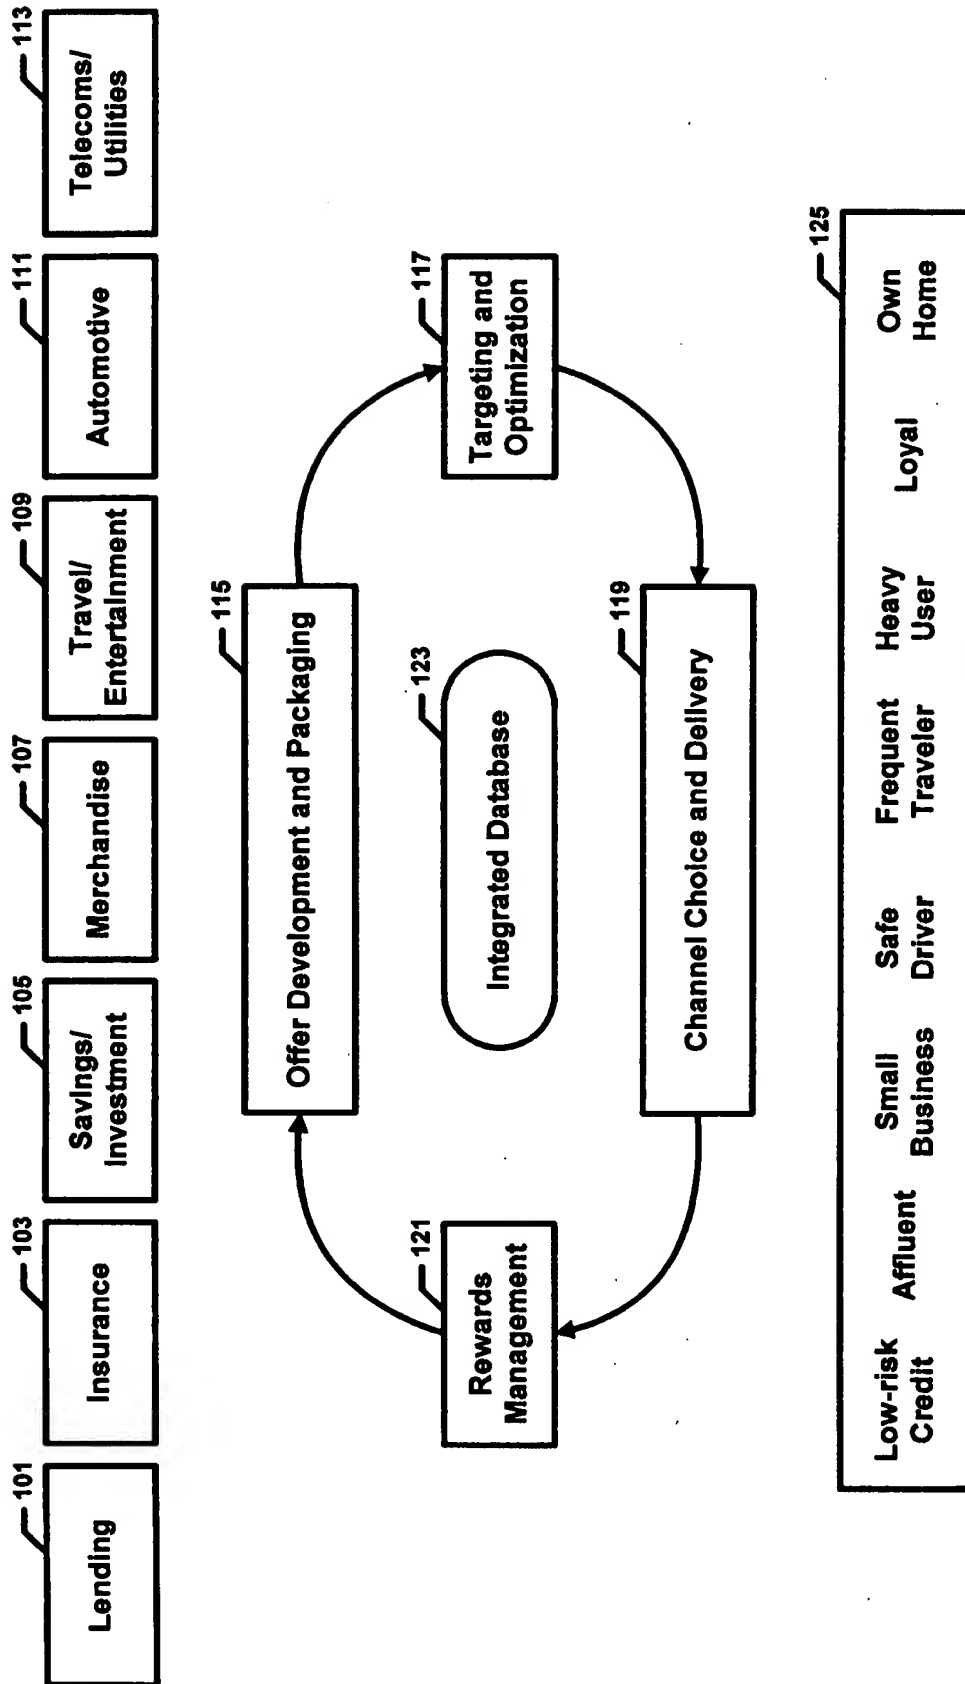 101
Lending
103
Insurance
105
Savings/
Investment
107
Merchandise
109
Travel/
Entertainment
111
Automotive
113
Telecoms/
Utilities
115
Offer Development and Packaging
117
Targeting and
Optimization
119
Channel Choice and Delivery
121
Rewards
Management
123
Integrated Database
125
Low-risk
Credit
Affluent
Small
Business
Safe
Driver
Frequent
Traveler
Heavy
User
Loyal
Own
Home